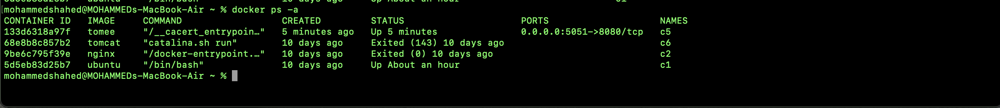 mohammedshahed@MOHAMMEDs-MacBook-Air ~ % docker ps -a
CONTAINER ID   IMAGE     COMMAND                  CREATED         STATUS                     PORTS                    NAMES
133d6318a97f   tomee     "/__cacert_entrypoin…"   5 minutes ago   Up 5 minutes               0.0.0.0:5051->8080/tcp   c5
68e8b8c857b2   tomcat    "catalina.sh run"        10 days ago     Exited (143) 10 days ago                            c6
9be6c795f39e   nginx     "/docker-entrypoint.…"   10 days ago     Exited (0) 10 days ago                              c2
5d5eb83d25b7   ubuntu    "/bin/bash"              10 days ago     Up About an hour                                    c1
mohammedshahed@MOHAMMEDs-MacBook-Air ~ %